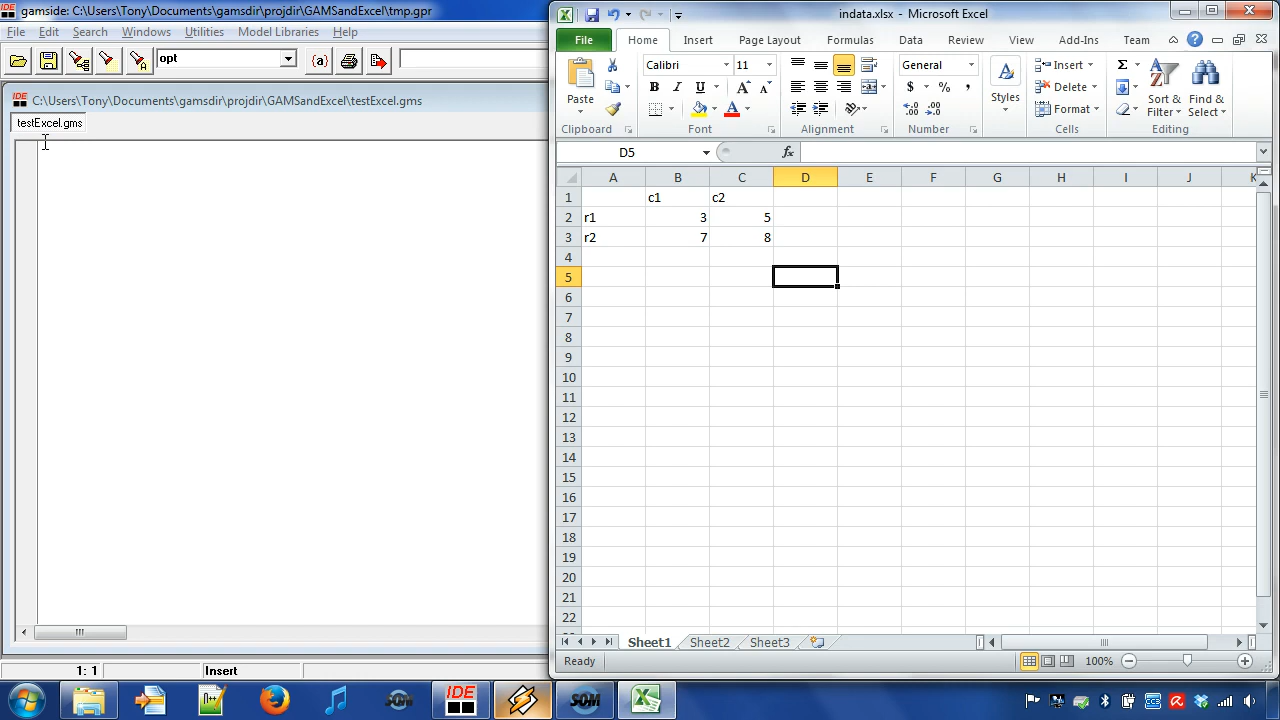 gamside: C:\Users\Tony\Documents\gamsdir\projdir\GAMSandExcel\tmp.gpr
File Edit Search Windows Utilities Model Libraries Help
opt
{a}
C:\Users\Tony\Documents\gamsdir\projdir\GAMSandExcel\testExcel.gms
testExcel.gms
1: 1 Insert
indata.xlsx - Microsoft Excel
File Home Insert Page Layout Formulas Data Review View Add-Ins Team
Calibri 11 General Insert
Paste B I U A A $ % , Styles Delete Sort & Filter Find & Select
Format
Clipboard Font Alignment Number Cells Editing
D5 fx
A B C D E F G H I J K
1 c1 c2
2 r1 3 5
3 r2 7 8
4
5
6
7
8
9
10
11
12
13
14
15
16
17
18
19
20
21
22
Sheet1 Sheet2 Sheet3
Ready 100%
IDE SOM